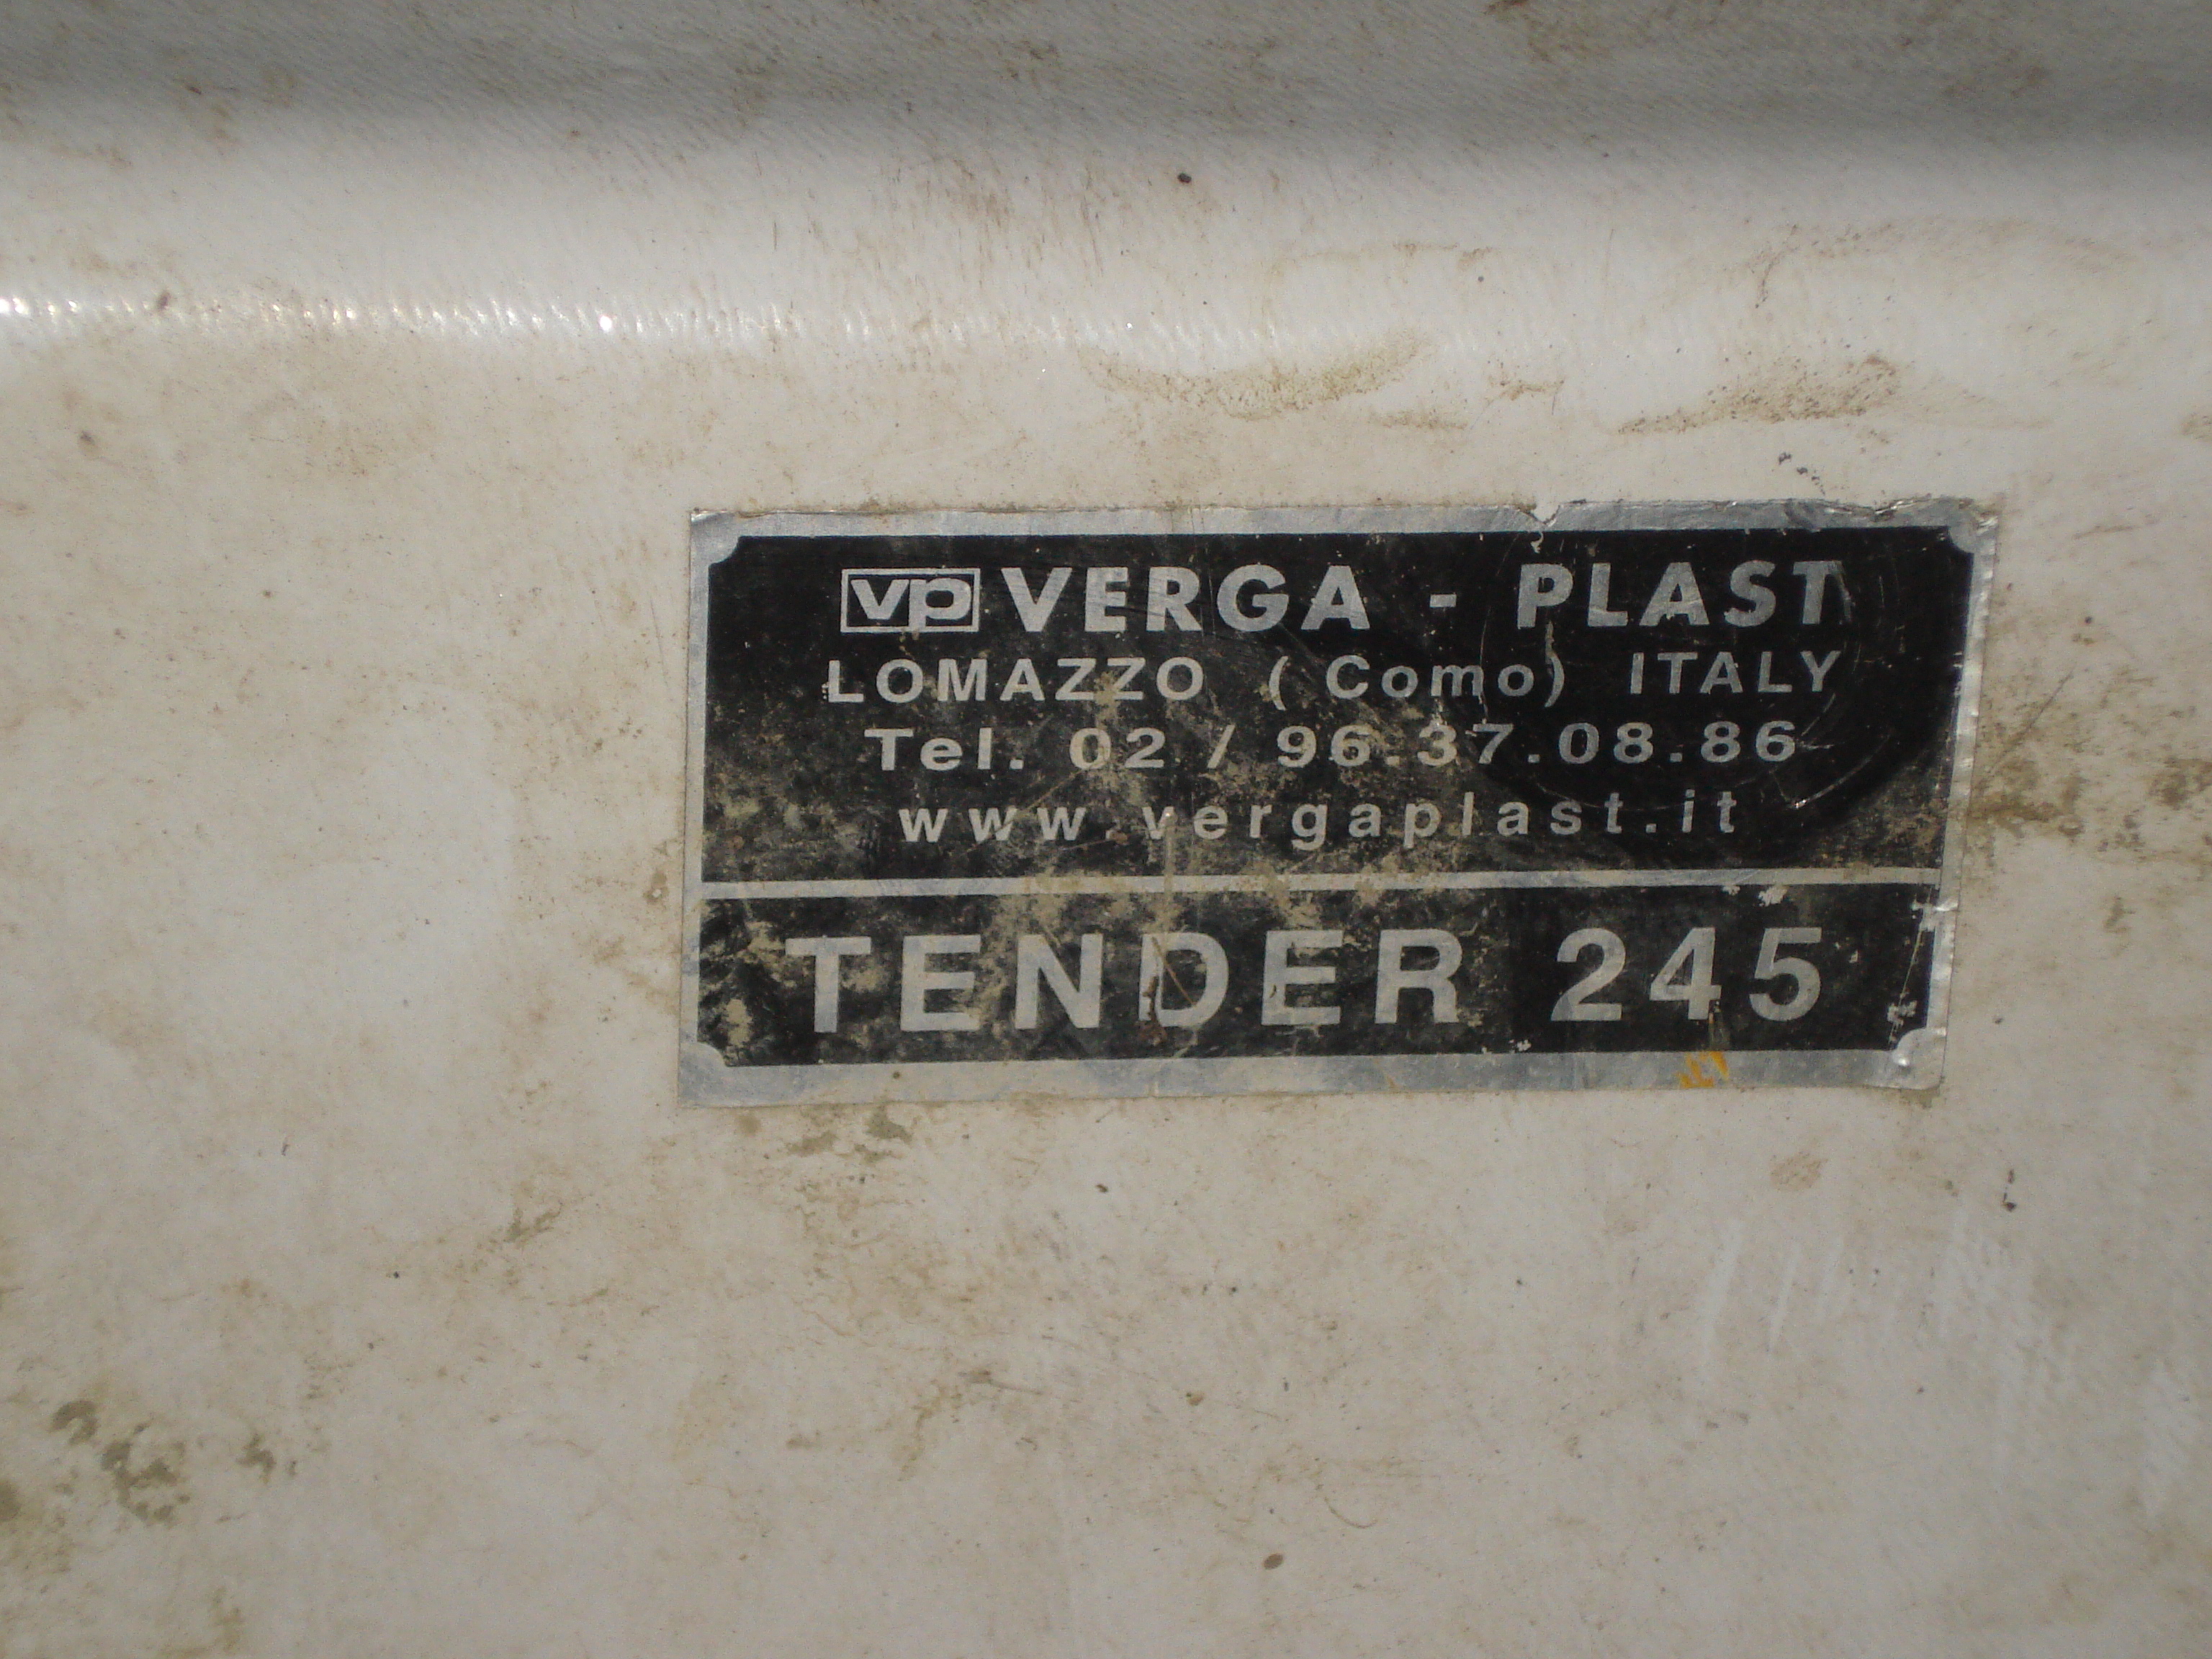 vp VERGA - PLAST
LOMAZZO (Como) ITALY
Tel. 02 / 96.37.08.86
www.vergaplast.it
TENDER 245